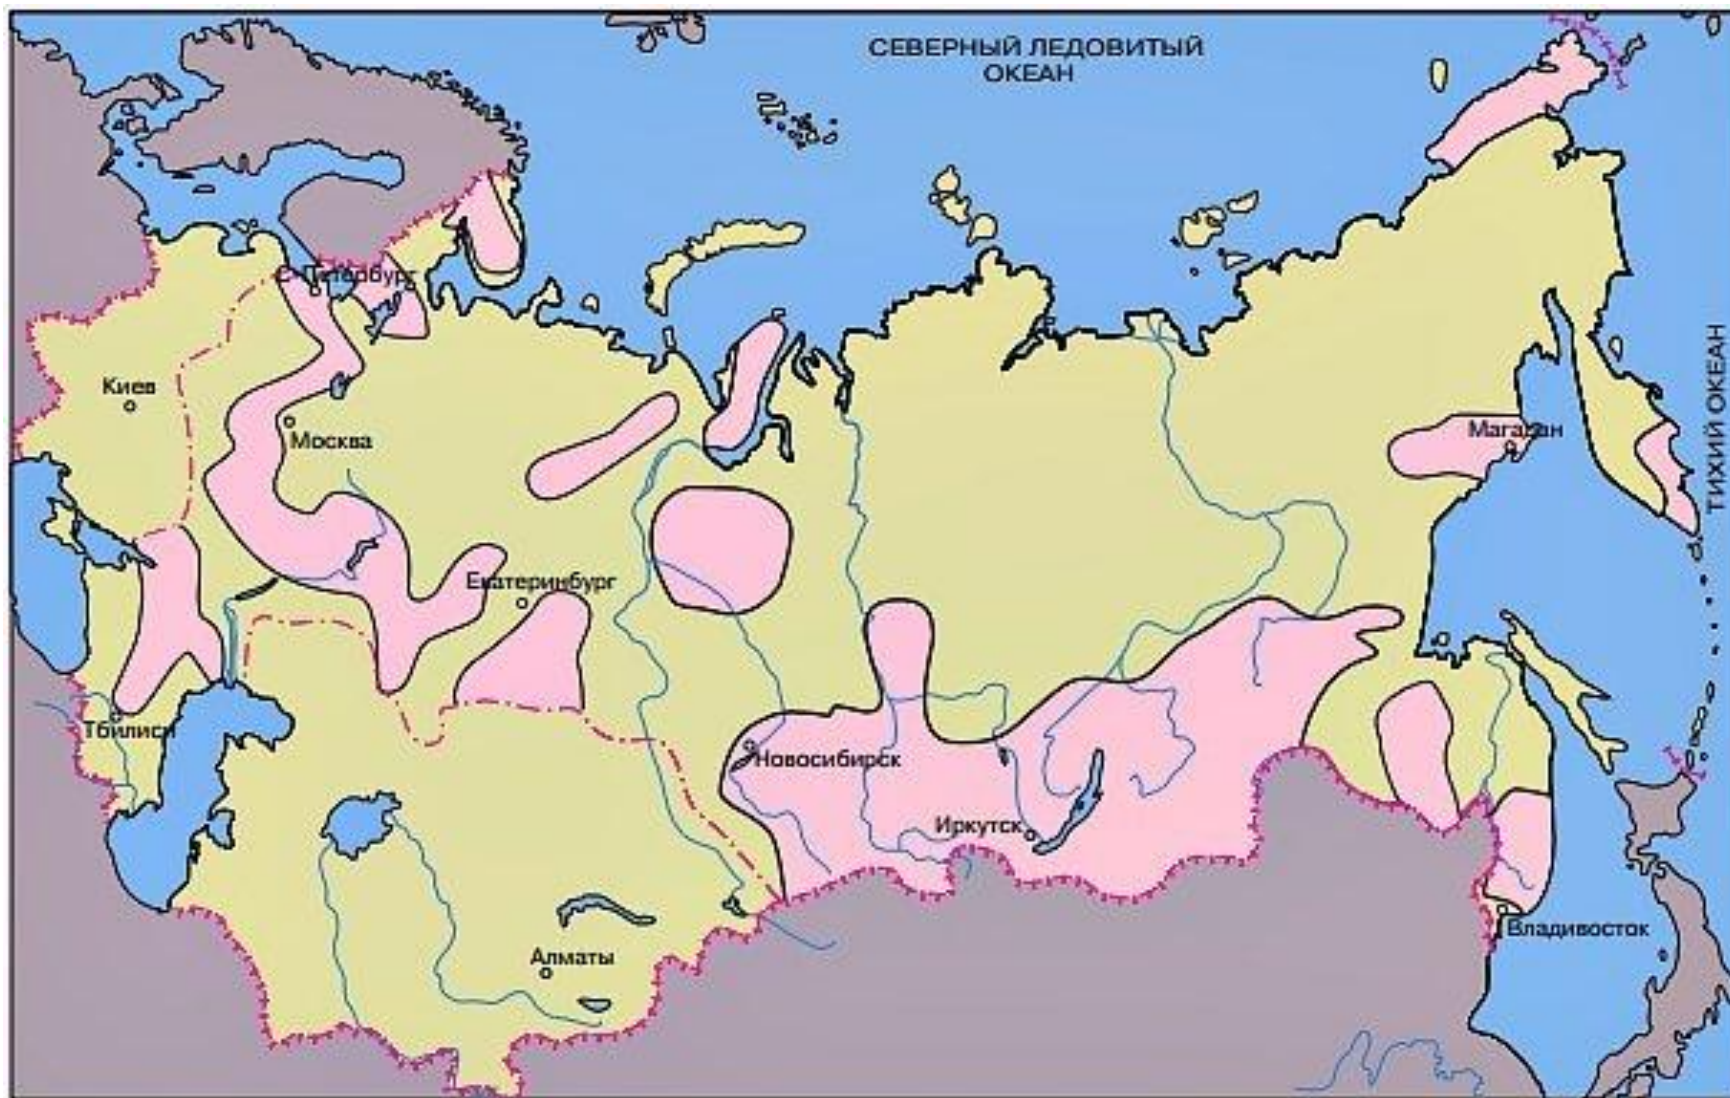 СЕВЕРНЫЙ ЛЕДОВИТЫЙ
ОКЕАН
С-Петербург
ТИХИЙ ОКЕАН
Киев
Москва
Магадан
Екатеринбург
Тбилиси
Новосибирск
Иркутск
Владивосток
Алматы